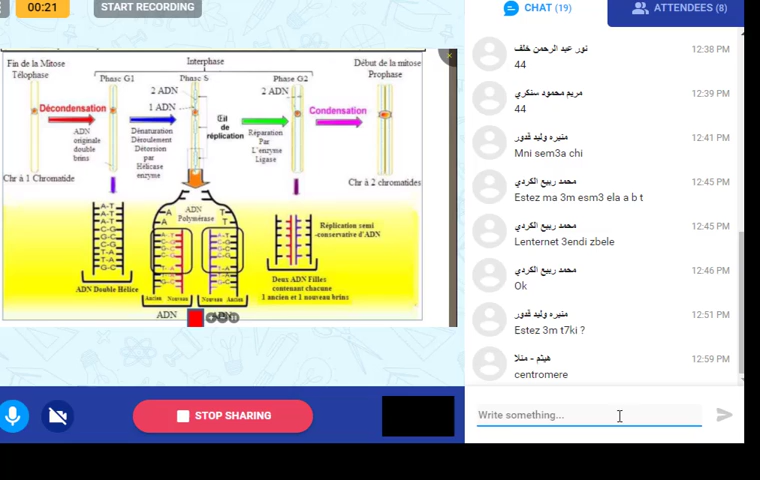 00:21
START RECORDING
CHAT (19)
ATTENDEES (8)
Fin de la Mitose
Télophase
Interphase
Phase G1
Phase S
Phase G2
Début de la mitose
Prophase
2 ADN
1 ADN
2 ADN
Décondensation
Condensation
ADN
originale
double
brins
Dénaturation
Déroulement
Détorsion
par
Hélicase
enzyme
Œil
de
réplication
Réparation
Par
L'enzyme
Ligase
Chr à 1 Chromatide
Chr à 2 chromatides
ADN
Polymérase
A
A
T
T
A-T
A-T
C-G
C-G
G-C
G-C
T-A
G-C
ADN Double Hélice
Ancien
Nouveau
Nouveau
Ancien
ADN
Réplication semi
-conservative d'ADN
Deux ADN Filles
contenant chacune
1 ancien et 1 nouveau brins
STOP SHARING
نور عبد الرحمن خلف
12:38 PM
44
مريم محمود سنكري
12:39 PM
44
منيره وليد قدور
12:41 PM
Mni sem3a chi
محمد ربيع الكردي
12:45 PM
Estez ma 3m esm3 ela a b t
محمد ربيع الكردي
12:45 PM
Lenternet 3endi zbele
محمد ربيع الكردي
12:46 PM
Ok
منيره وليد قدور
12:51 PM
Estez 3m t7ki ?
هيثم - منلا
12:59 PM
centromere
Write something...